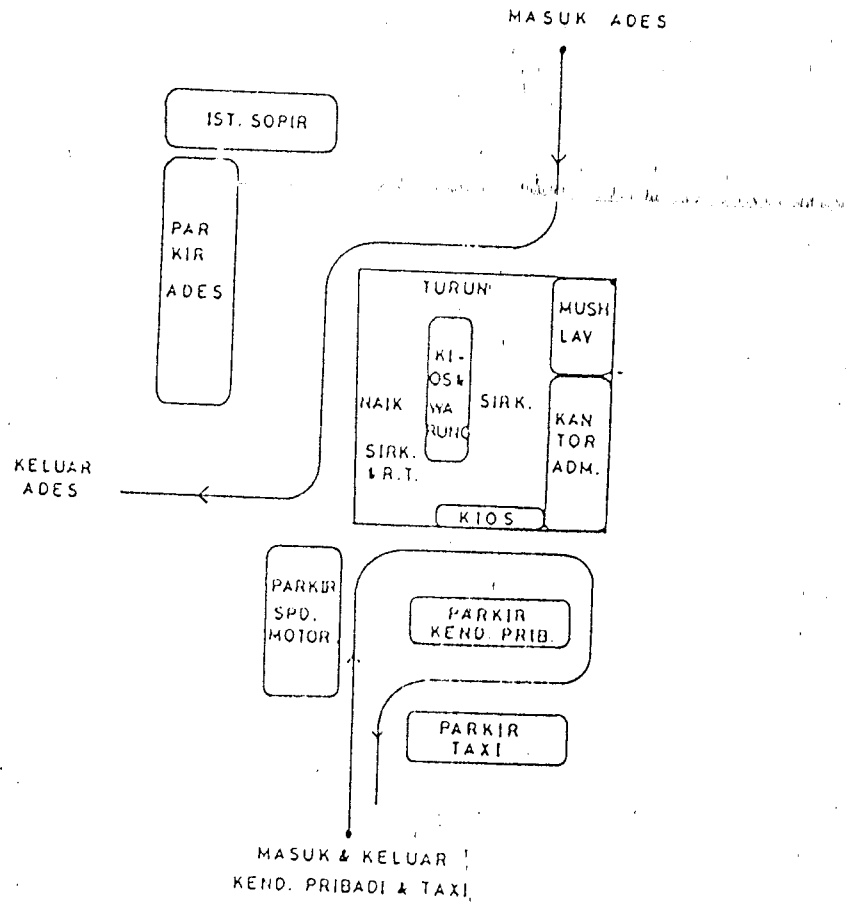 MASUK ADES
IST. SOPIR
PAR
KIR
ADES
TURUN
MUSH
LAY
KI-
OS &
WA
RUNG
NAIK
SIRK.
SIRK.
& R.T.
KAN
TOR
ADM.
KELUAR
ADES
KIOS
PARKIR
SPD.
MOTOR
PARKIR
KEND. PRIB.
PARKIR
TAXI
MASUK & KELUAR
KEND. PRIBADI & TAXI